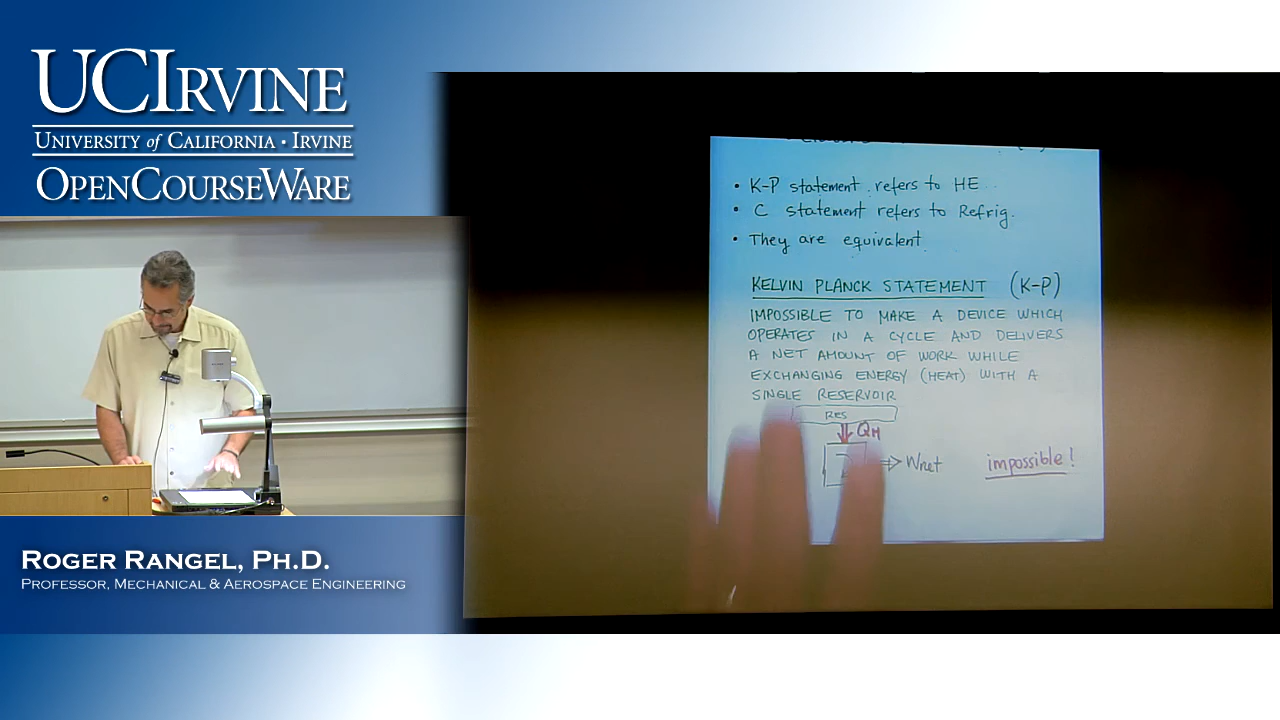 UCIRVINE
UNIVERSITY of CALIFORNIA · IRVINE
OPENCOURSEWARE
• K-P statement refers to HE
• C statement refers to Refrig.
• They are equivalent
KELVIN PLANCK STATEMENT (K-P)
IMPOSSIBLE TO MAKE A DEVICE WHICH
OPERATES IN A CYCLE AND DELIVERS
A NET AMOUNT OF WORK WHILE
EXCHANGING ENERGY (HEAT) WITH A
SINGLE RESERVOIR
RES
QH
Wnet impossible!
ROGER RANGEL, PH.D.
PROFESSOR, MECHANICAL & AEROSPACE ENGINEERING